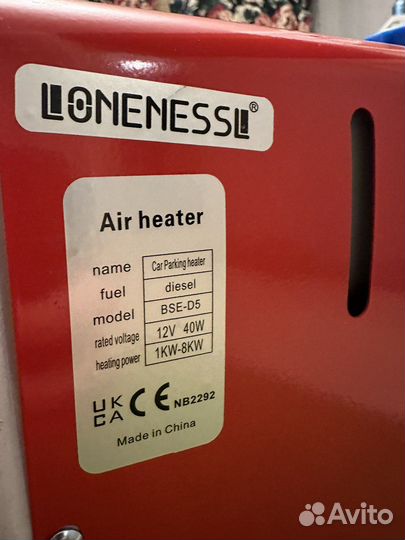 LONENESSL®
Air heater
name Car Parking heater
fuel diesel
model BSE-D5
rated voltage 12V 40W
heating power 1KW-8KW
UK CA CE NB2292
Made in China
Avito